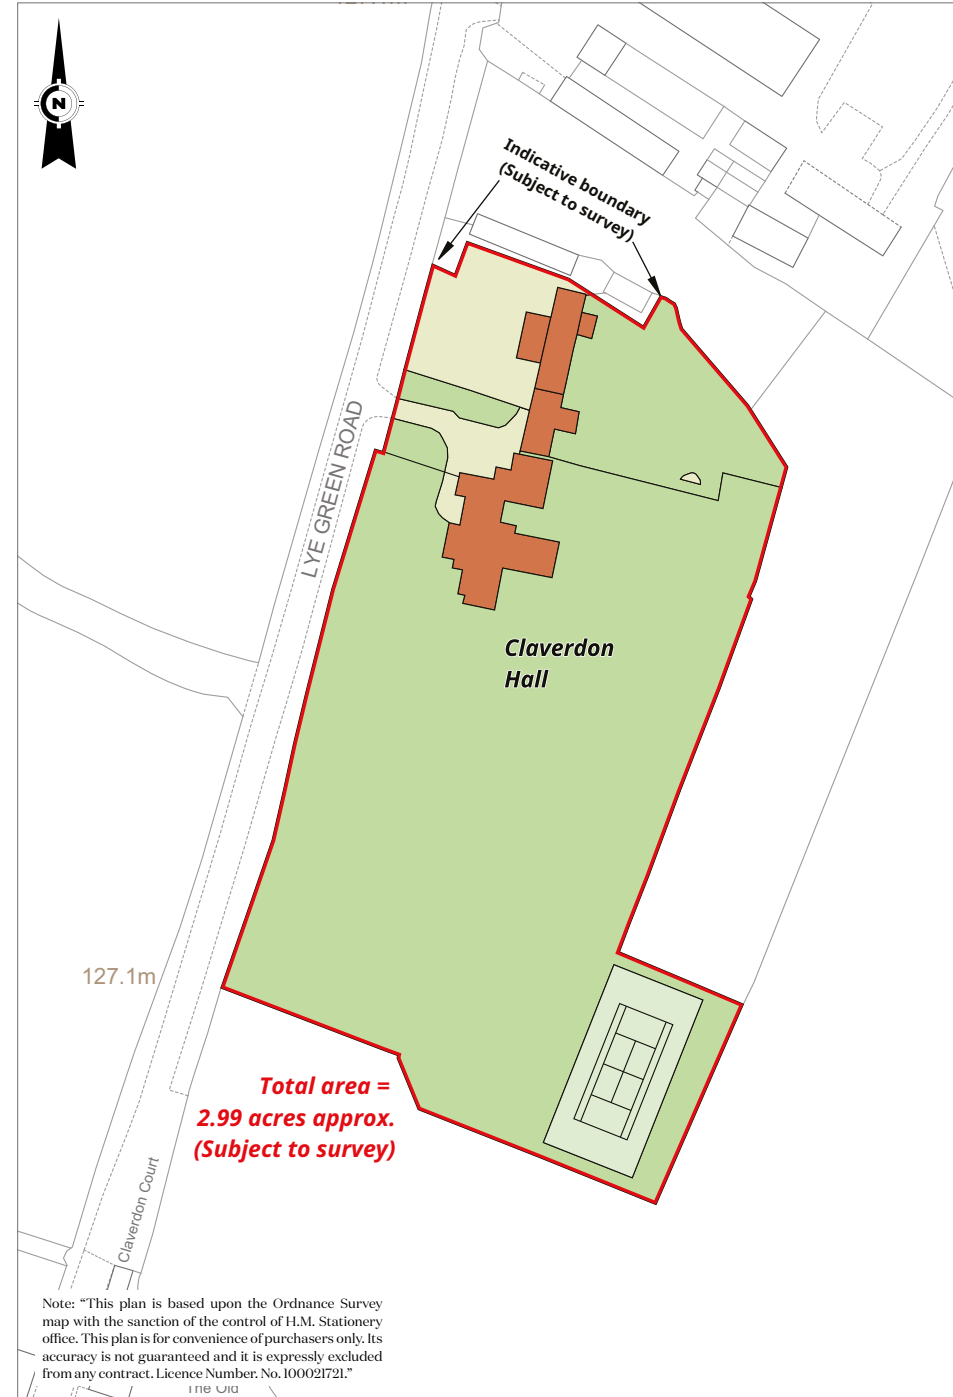 N
Indicative boundary
(Subject to survey)
LYE GREEN ROAD
Claverdon
Hall
127.1m
Total area =
2.99 acres approx.
(Subject to survey)
Claverdon Court
Note: “This plan is based upon the Ordnance Survey
map with the sanction of the control of H.M. Stationery
office. This plan is for convenience of purchasers only. Its
accuracy is not guaranteed and it is expressly excluded
from any contract. Licence Number. No. 100021721.”
The Old